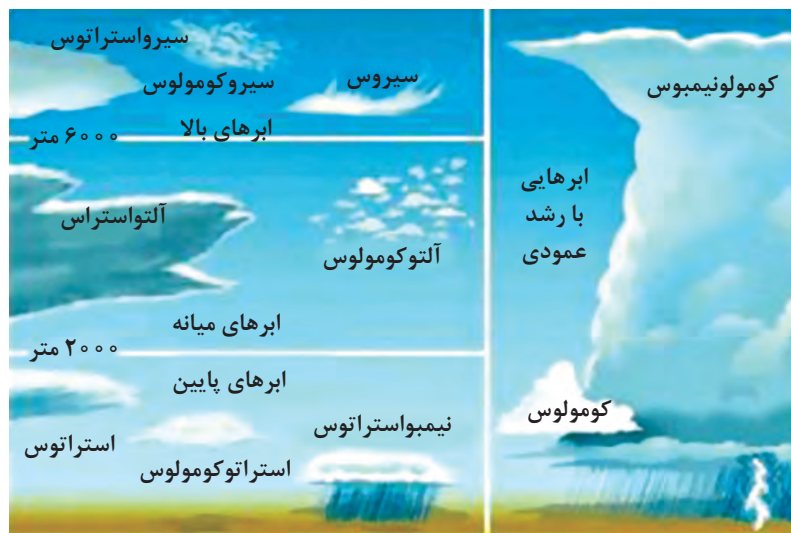 سیرواستراتوس
سیروکومولوس
سیروس
ابرهای بالا
۶۰۰۰ متر
آلتواستراس
آلتوکومولوس
ابرهای میانه
۲۰۰۰ متر
ابرهای پایین
استراتوس
استراتوکومولوس
نیمبواستراتوس
کومولونیمبوس
ابرهایی
با رشد
عمودی
کومولوس